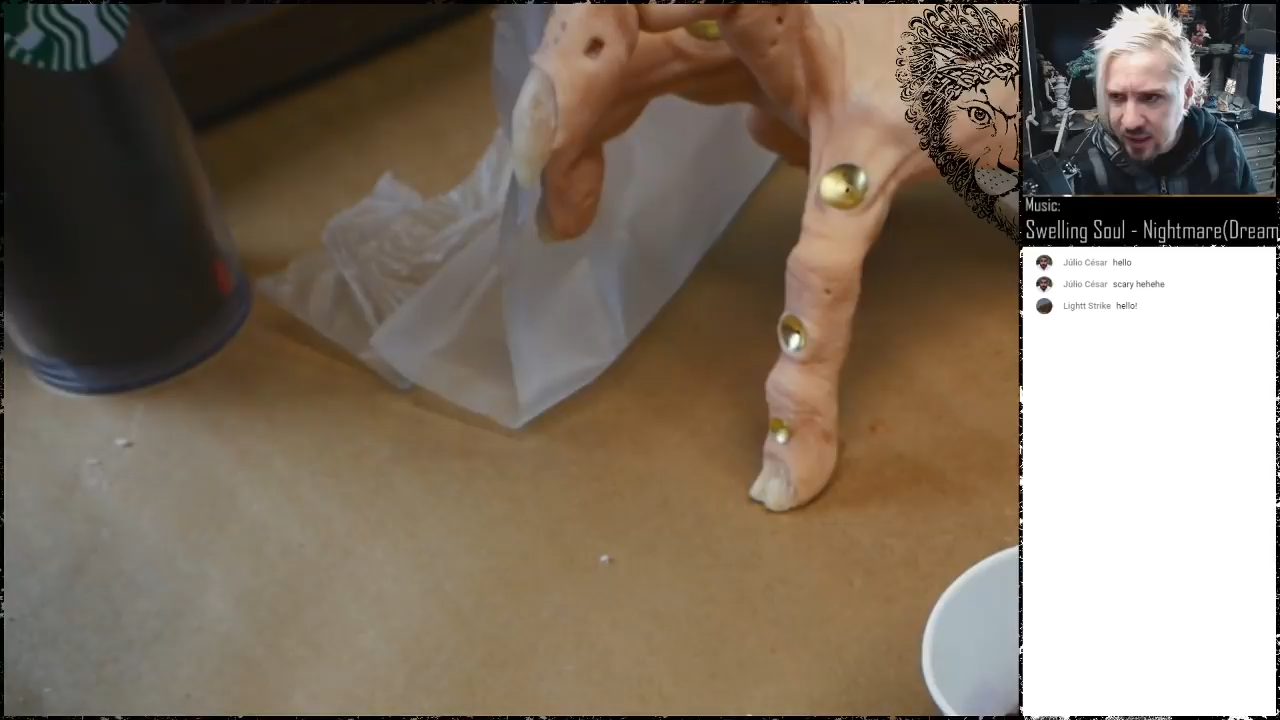 Music:
Swelling Soul - Nightmare(Dream
Júlio César hello
Júlio César scary hehehe
Lightt Strike hello!